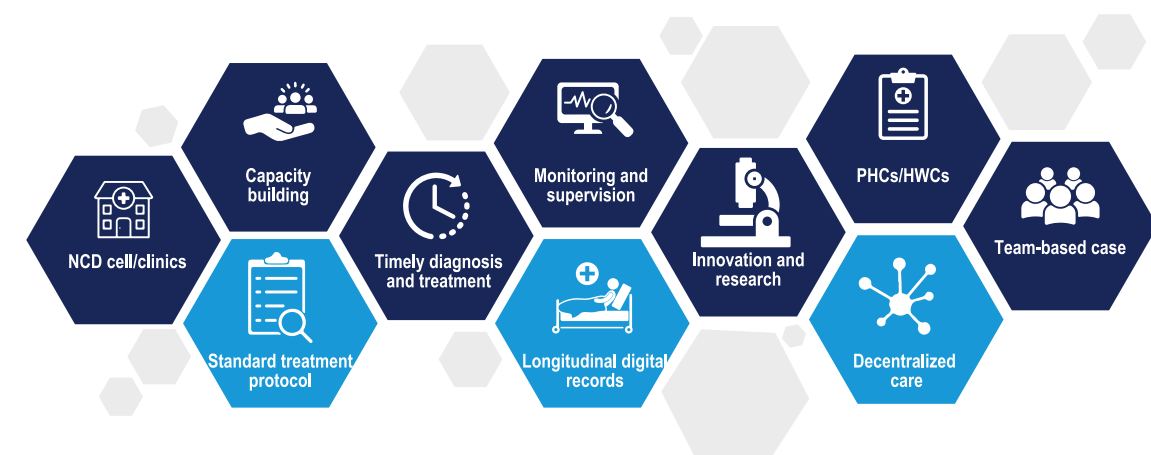 Capacity
building
Monitoring and
supervision
PHCs/HWCs
NCD cell/clinics
Timely diagnosis
and treatment
Innovation and
research
Team-based case
Standard treatment
protocol
Longitudinal digital
records
Decentralized
care